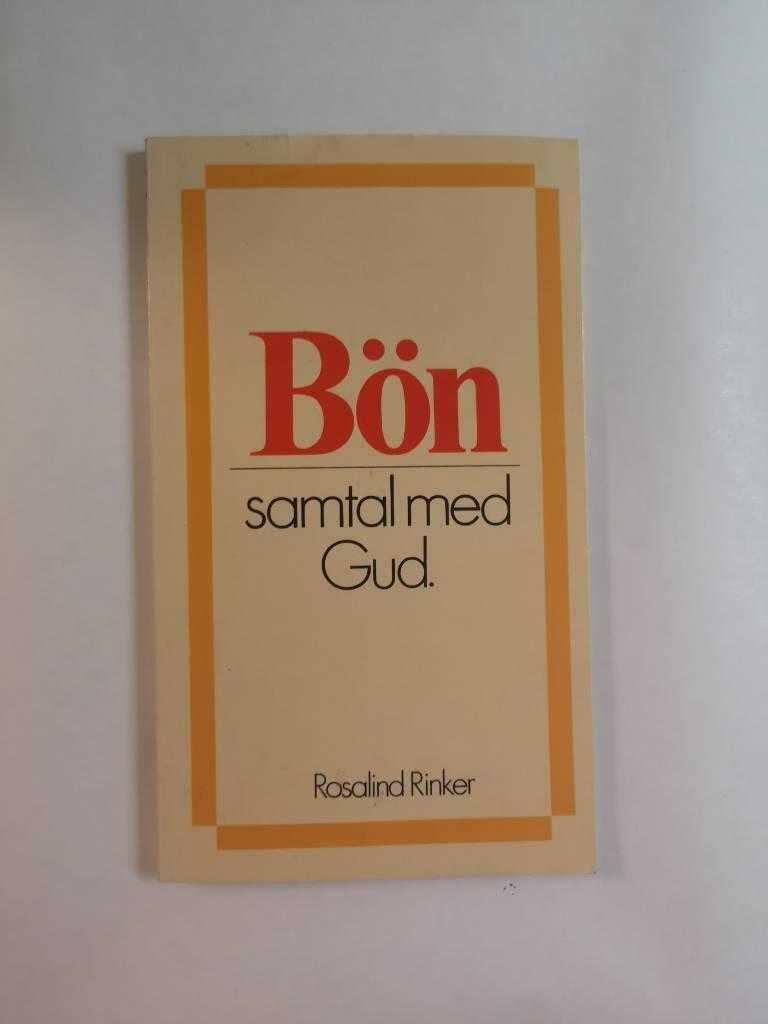 Bön
samtal med
Gud.
Rosalind Rinker